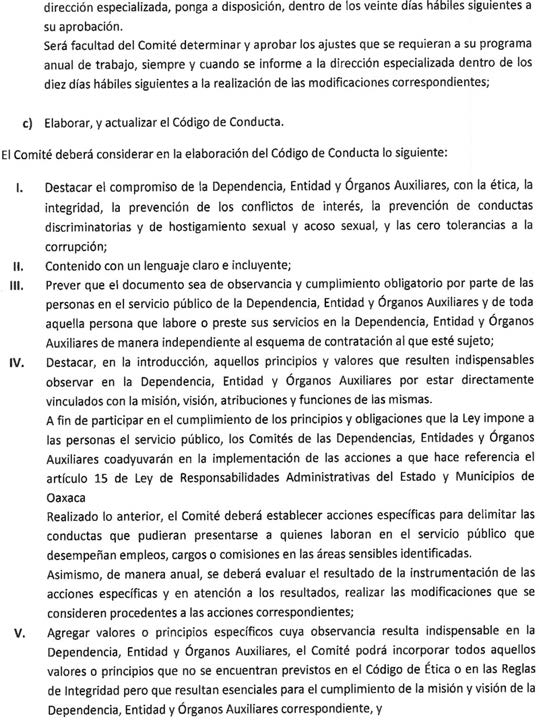 dirección especializada, ponga a disposición, dentro de los veinte días hábiles siguientes a
su aprobación.
Será facultad del Comité determinar y aprobar los ajustes que se requieran a su programa
anual de trabajo, siempre y cuando se informe a la dirección especializada dentro de los
diez días hábiles siguientes a la realización de las modificaciones correspondientes;
c) Elaborar, y actualizar el Código de Conducta.
El Comité deberá considerar en la elaboración del Código de Conducta lo siguiente:
I. Destacar el compromiso de la Dependencia, Entidad y Órganos Auxiliares, con la ética, la
integridad, la prevención de los conflictos de interés, la prevención de conductas
discriminatorias y de hostigamiento sexual y acoso sexual, y las cero tolerancias a la
corrupción;
II. Contenido con un lenguaje claro e incluyente;
III. Prever que el documento sea de observancia y cumplimiento obligatorio por parte de las
personas en el servicio público de la Dependencia, Entidad y Órganos Auxiliares y de toda
aquella persona que labore o preste sus servicios en la Dependencia, Entidad y Órganos
Auxiliares de manera independiente al esquema de contratación al que esté sujeto;
IV. Destacar, en la introducción, aquellos principios y valores que resulten indispensables
observar en la Dependencia, Entidad y Órganos Auxiliares por estar directamente
vinculados con la misión, visión, atribuciones y funciones de las mismas.
A fin de participar en el cumplimiento de los principios y obligaciones que la Ley impone a
las personas el servicio público, los Comités de las Dependencias, Entidades y Órganos
Auxiliares coadyuvarán en la implementación de las acciones a que hace referencia el
artículo 15 de Ley de Responsabilidades Administrativas del Estado y Municipios de
Oaxaca
Realizado lo anterior, el Comité deberá establecer acciones específicas para delimitar las
conductas que pudieran presentarse a quienes laboran en el servicio público que
desempeñan empleos, cargos o comisiones en las áreas sensibles identificadas.
Asimismo, de manera anual, se deberá evaluar el resultado de la instrumentación de las
acciones específicas y en atención a los resultados, realizar las modificaciones que se
consideren procedentes a las acciones correspondientes;
V. Agregar valores o principios específicos cuya observancia resulta indispensable en la
Dependencia, Entidad y Órganos Auxiliares, el Comité podrá incorporar todos aquellos
valores o principios que no se encuentran previstos en el Código de Ética o en las Reglas
de Integridad pero que resultan esenciales para el cumplimiento de la misión y visión de la
Dependencia, Entidad y Órganos Auxiliares correspondiente, y